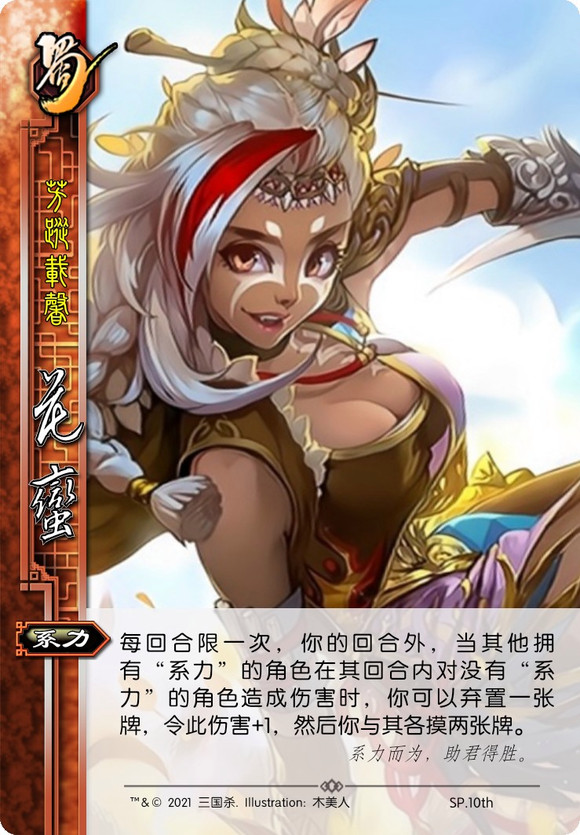 蜀
芳蹤載馨
花蠻
系力
每回合限一次，你的回合外，当其他拥
有“系力”的角色在其回合内对没有“系
力”的角色造成伤害时，你可以弃置一张
牌，令此伤害+1，然后你与其各摸两张牌。
系力而为，助君得胜。
™&© 2021 三国杀. Illustration: 木美人
SP.10th